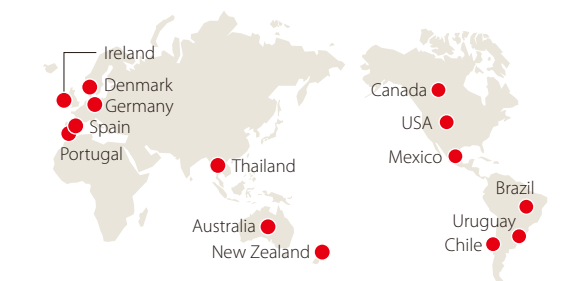 Ireland
Denmark
Germany
Spain
Portugal
Thailand
Australia
New Zealand
Canada
USA
Mexico
Brazil
Uruguay
Chile